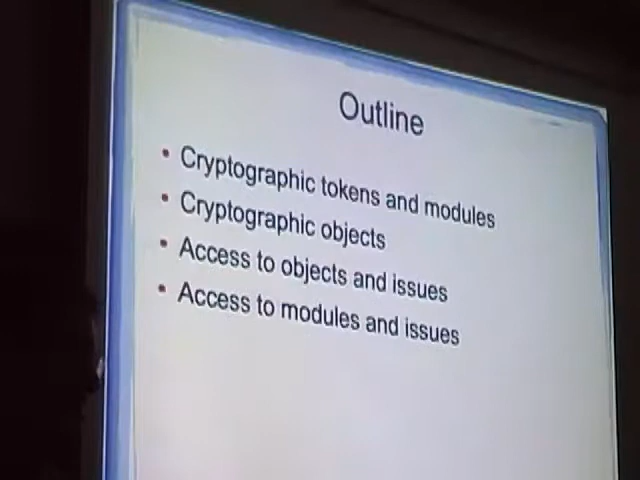 Outline
• Cryptographic tokens and modules
• Cryptographic objects
• Access to objects and issues
• Access to modules and issues